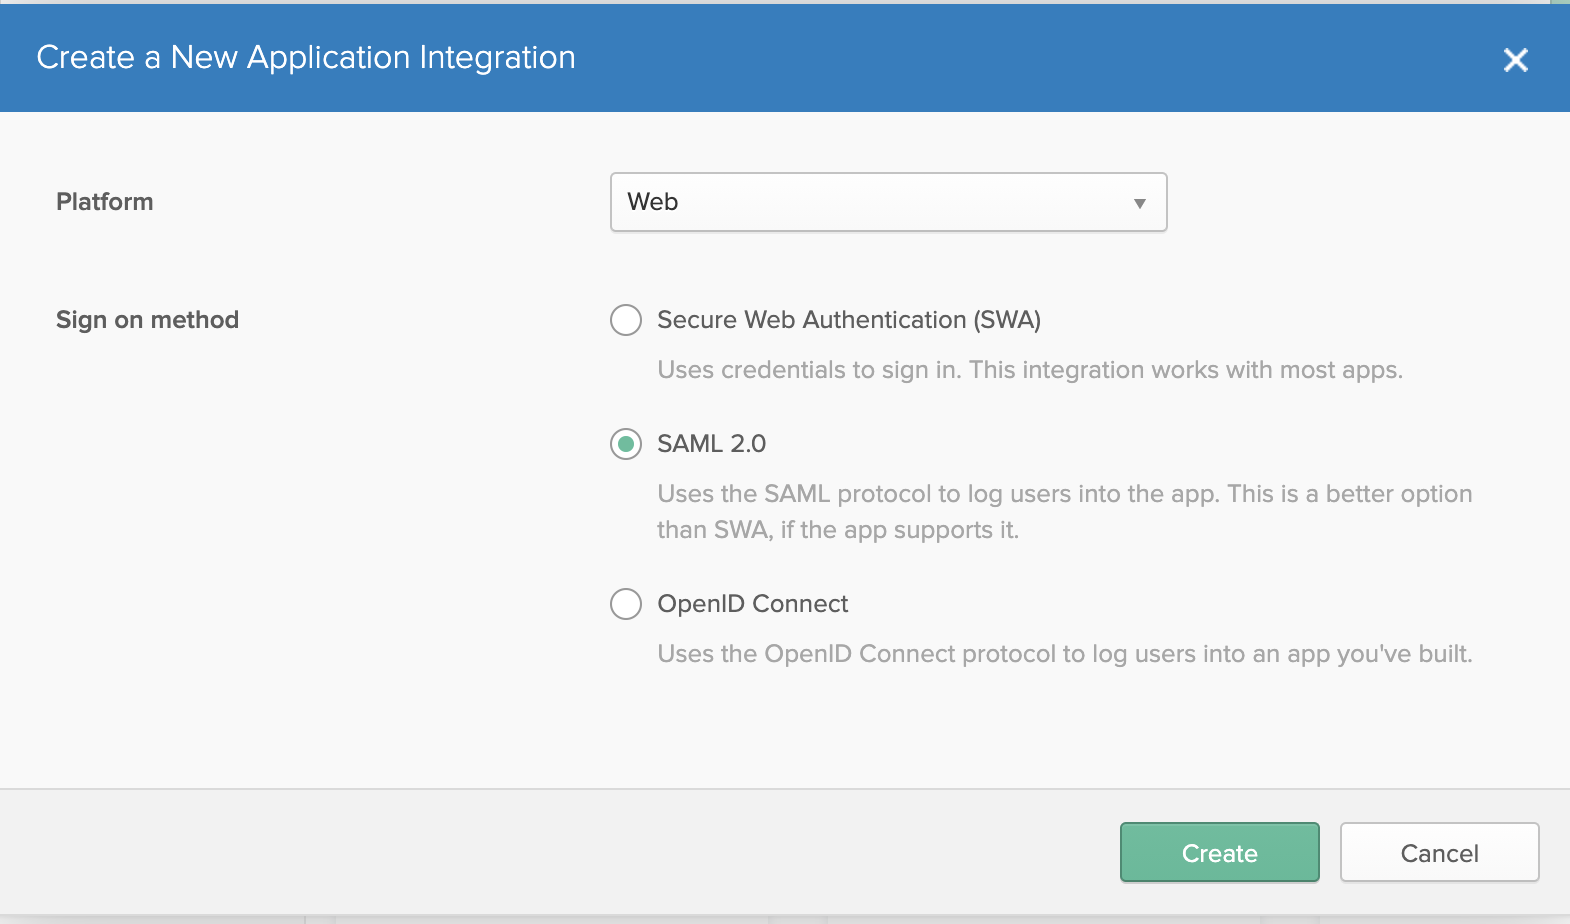 Create a New Application Integration
Platform
Web
Sign on method
Secure Web Authentication (SWA)
Uses credentials to sign in. This integration works with most apps.
SAML 2.0
Uses the SAML protocol to log users into the app. This is a better option
than SWA, if the app supports it.
OpenID Connect
Uses the OpenID Connect protocol to log users into an app you've built.
Create
Cancel